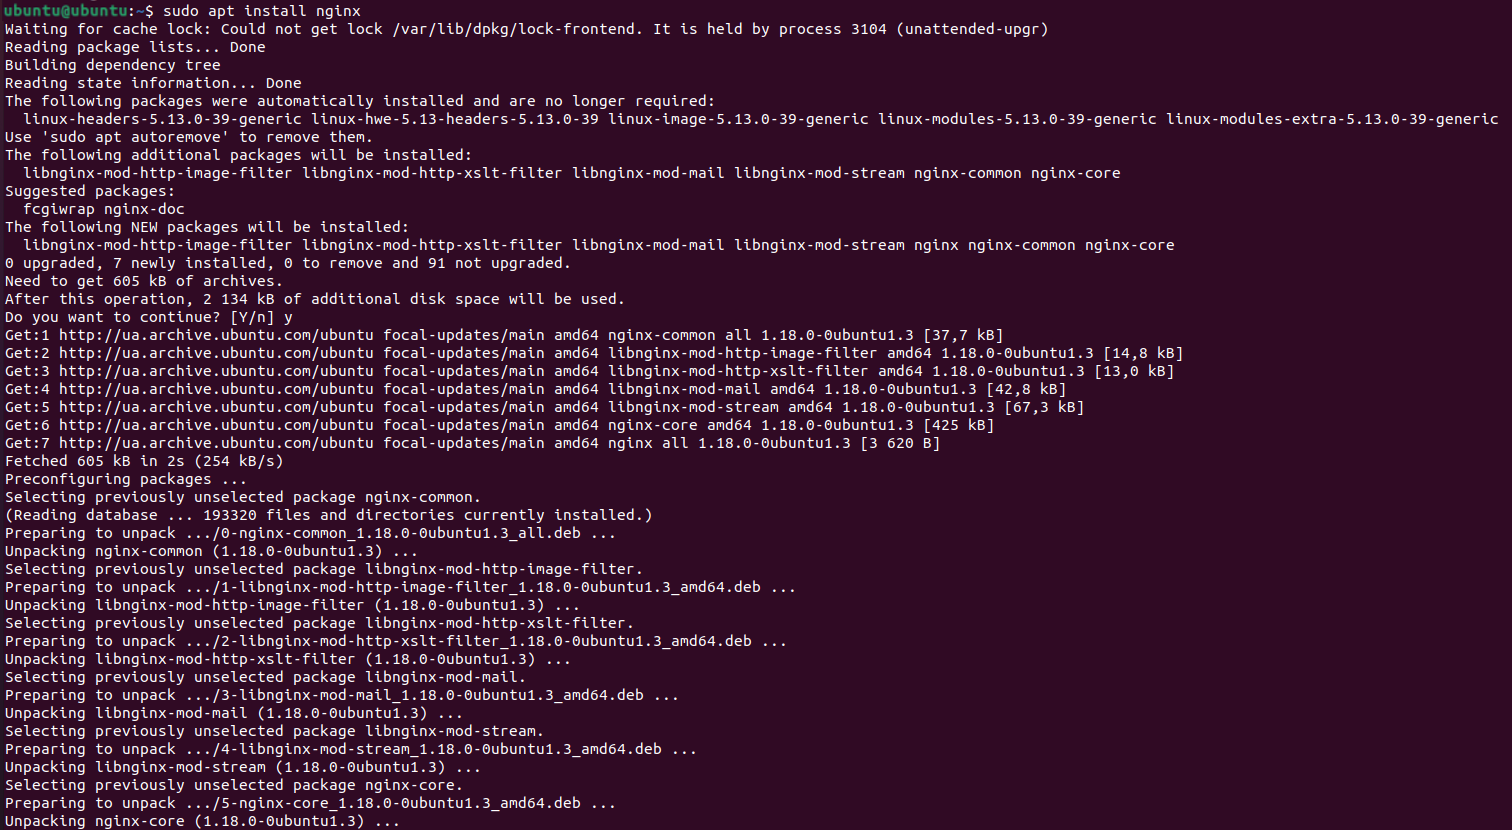 ubuntu@ubuntu:~$ sudo apt install nginx
Waiting for cache lock: Could not get lock /var/lib/dpkg/lock-frontend. It is held by process 3104 (unattended-upgr)
Reading package lists... Done
Building dependency tree
Reading state information... Done
The following packages were automatically installed and are no longer required:
  linux-headers-5.13.0-39-generic linux-hwe-5.13-headers-5.13.0-39 linux-image-5.13.0-39-generic linux-modules-5.13.0-39-generic linux-modules-extra-5.13.0-39-generic
Use 'sudo apt autoremove' to remove them.
The following additional packages will be installed:
  libnginx-mod-http-image-filter libnginx-mod-http-xslt-filter libnginx-mod-mail libnginx-mod-stream nginx-common nginx-core
Suggested packages:
  fcgiwrap nginx-doc
The following NEW packages will be installed:
  libnginx-mod-http-image-filter libnginx-mod-http-xslt-filter libnginx-mod-mail libnginx-mod-stream nginx nginx-common nginx-core
0 upgraded, 7 newly installed, 0 to remove and 91 not upgraded.
Need to get 605 kB of archives.
After this operation, 2 134 kB of additional disk space will be used.
Do you want to continue? [Y/n] y
Get:1 http://ua.archive.ubuntu.com/ubuntu focal-updates/main amd64 nginx-common all 1.18.0-0ubuntu1.3 [37,7 kB]
Get:2 http://ua.archive.ubuntu.com/ubuntu focal-updates/main amd64 libnginx-mod-http-image-filter amd64 1.18.0-0ubuntu1.3 [14,8 kB]
Get:3 http://ua.archive.ubuntu.com/ubuntu focal-updates/main amd64 libnginx-mod-http-xslt-filter amd64 1.18.0-0ubuntu1.3 [13,0 kB]
Get:4 http://ua.archive.ubuntu.com/ubuntu focal-updates/main amd64 libnginx-mod-mail amd64 1.18.0-0ubuntu1.3 [42,8 kB]
Get:5 http://ua.archive.ubuntu.com/ubuntu focal-updates/main amd64 libnginx-mod-stream amd64 1.18.0-0ubuntu1.3 [67,3 kB]
Get:6 http://ua.archive.ubuntu.com/ubuntu focal-updates/main amd64 nginx-core amd64 1.18.0-0ubuntu1.3 [425 kB]
Get:7 http://ua.archive.ubuntu.com/ubuntu focal-updates/main amd64 nginx all 1.18.0-0ubuntu1.3 [3 620 B]
Fetched 605 kB in 2s (254 kB/s)
Preconfiguring packages ...
Selecting previously unselected package nginx-common.
(Reading database ... 193320 files and directories currently installed.)
Preparing to unpack .../0-nginx-common_1.18.0-0ubuntu1.3_all.deb ...
Unpacking nginx-common (1.18.0-0ubuntu1.3) ...
Selecting previously unselected package libnginx-mod-http-image-filter.
Preparing to unpack .../1-libnginx-mod-http-image-filter_1.18.0-0ubuntu1.3_amd64.deb ...
Unpacking libnginx-mod-http-image-filter (1.18.0-0ubuntu1.3) ...
Selecting previously unselected package libnginx-mod-http-xslt-filter.
Preparing to unpack .../2-libnginx-mod-http-xslt-filter_1.18.0-0ubuntu1.3_amd64.deb ...
Unpacking libnginx-mod-http-xslt-filter (1.18.0-0ubuntu1.3) ...
Selecting previously unselected package libnginx-mod-mail.
Preparing to unpack .../3-libnginx-mod-mail_1.18.0-0ubuntu1.3_amd64.deb ...
Unpacking libnginx-mod-mail (1.18.0-0ubuntu1.3) ...
Selecting previously unselected package libnginx-mod-stream.
Preparing to unpack .../4-libnginx-mod-stream_1.18.0-0ubuntu1.3_amd64.deb ...
Unpacking libnginx-mod-stream (1.18.0-0ubuntu1.3) ...
Selecting previously unselected package nginx-core.
Preparing to unpack .../5-nginx-core_1.18.0-0ubuntu1.3_amd64.deb ...
Unpacking nginx-core (1.18.0-0ubuntu1.3) ...